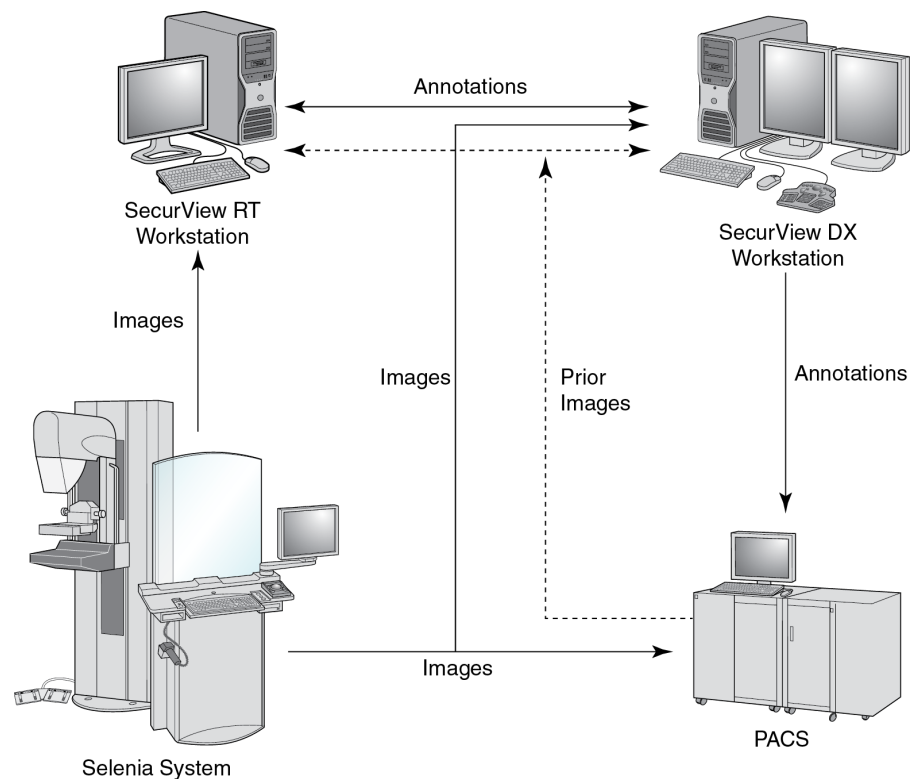 Annotations
SecurView RT
Workstation
SecurView DX
Workstation
Images
Images
Prior
Images
Annotations
Images
PACS
Selenia System